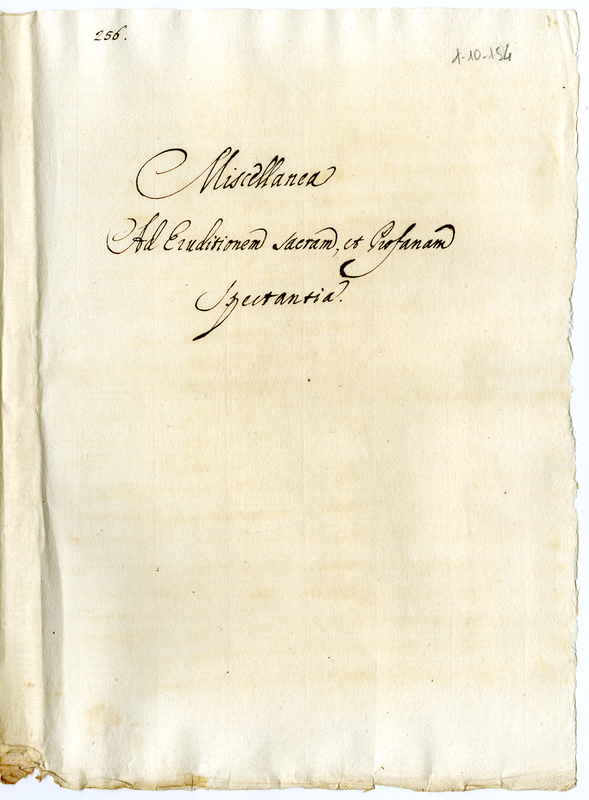 256.
1-10-154
Miscellanea
Ad Eruditionem sacram, et Profanam
Spectantia.